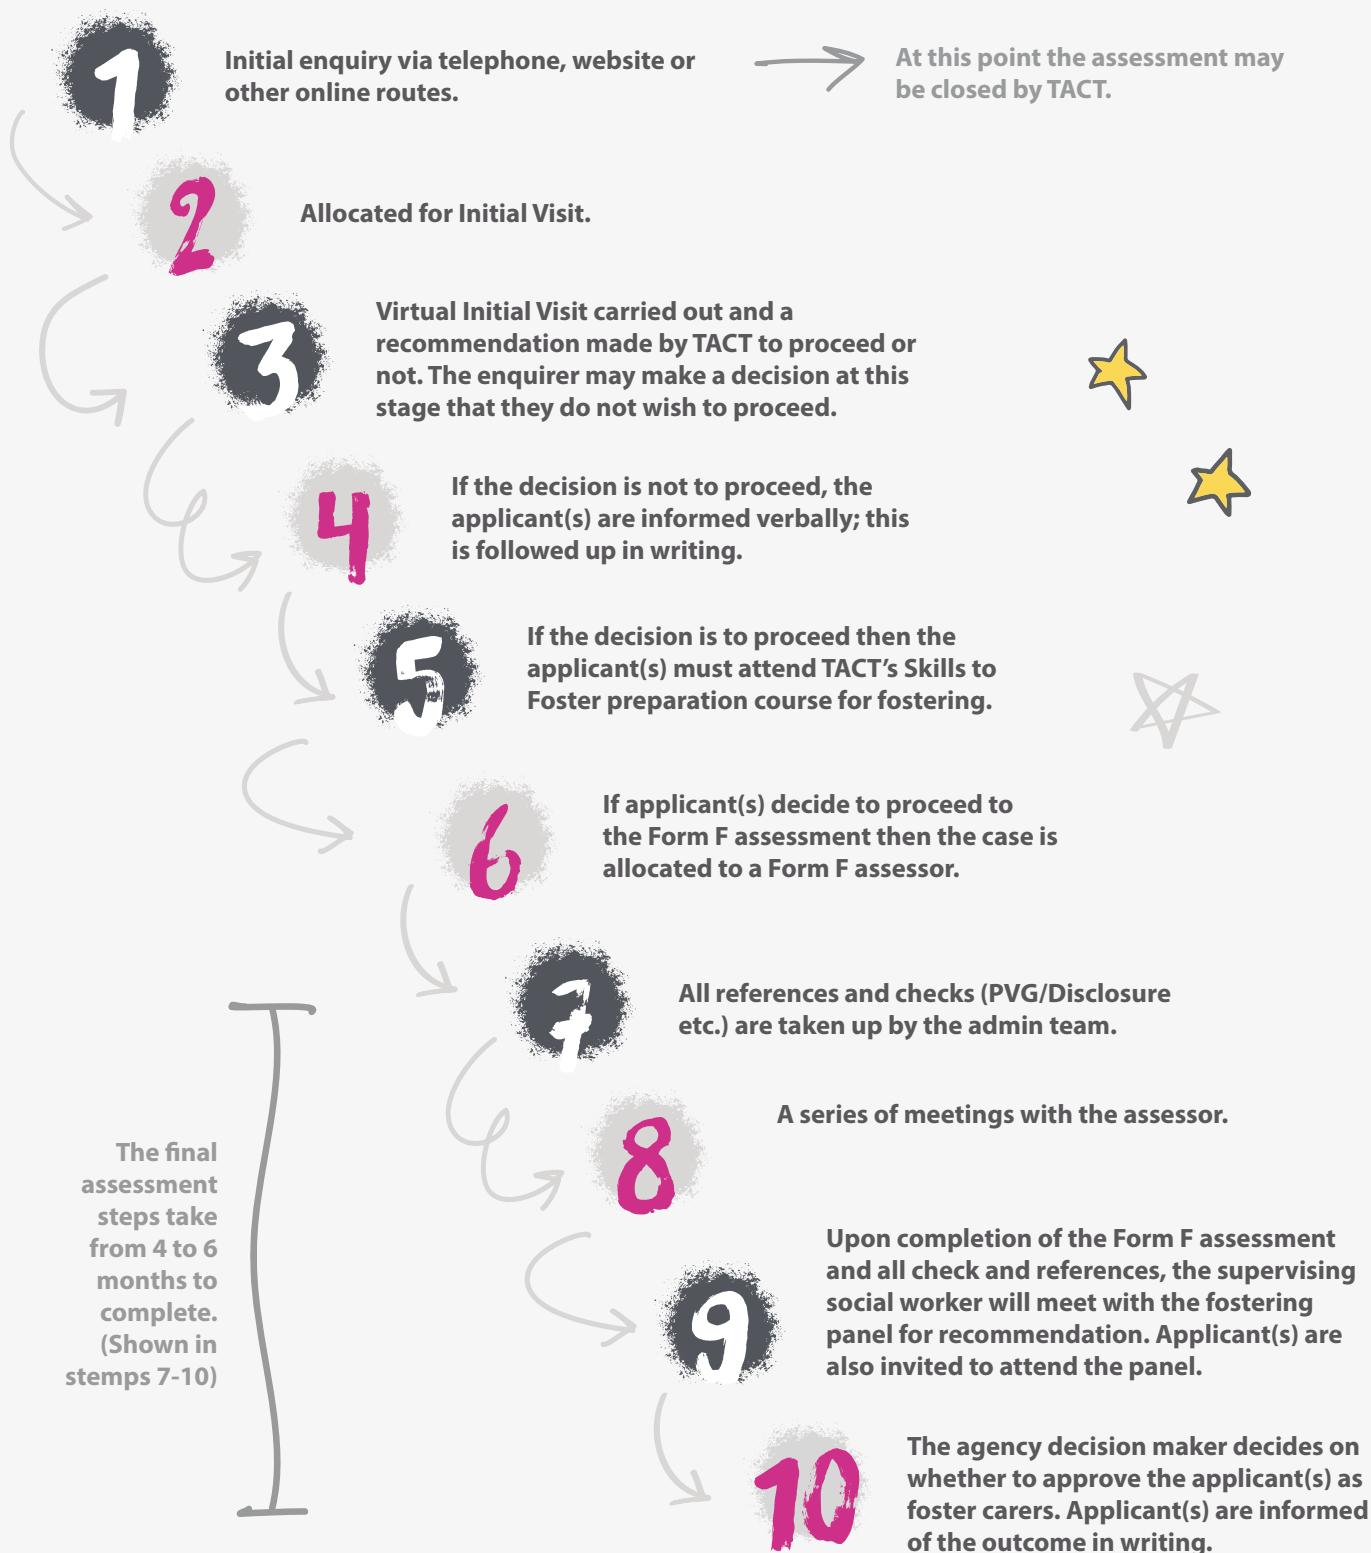 1
Initial enquiry via telephone, website or
other online routes.
At this point the assessment may
be closed by TACT.
2
Allocated for Initial Visit.
3
Virtual Initial Visit carried out and a
recommendation made by TACT to proceed or
not. The enquirer may make a decision at this
stage that they do not wish to proceed.
4
If the decision is not to proceed, the
applicant(s) are informed verbally; this
is followed up in writing.
5
If the decision is to proceed then the
applicant(s) must attend TACT’s Skills to
Foster preparation course for fostering.
6
If applicant(s) decide to proceed to
the Form F assessment then the case is
allocated to a Form F assessor.
7
All references and checks (PVG/Disclosure
etc.) are taken up by the admin team.
8
A series of meetings with the assessor.
The final
assessment
steps take
from 4 to 6
months to
complete.
(Shown in
stemps 7-10)
9
Upon completion of the Form F assessment
and all check and references, the supervising
social worker will meet with the fostering
panel for recommendation. Applicant(s) are
also invited to attend the panel.
10
The agency decision maker decides on
whether to approve the applicant(s) as
foster carers. Applicant(s) are informed
of the outcome in writing.